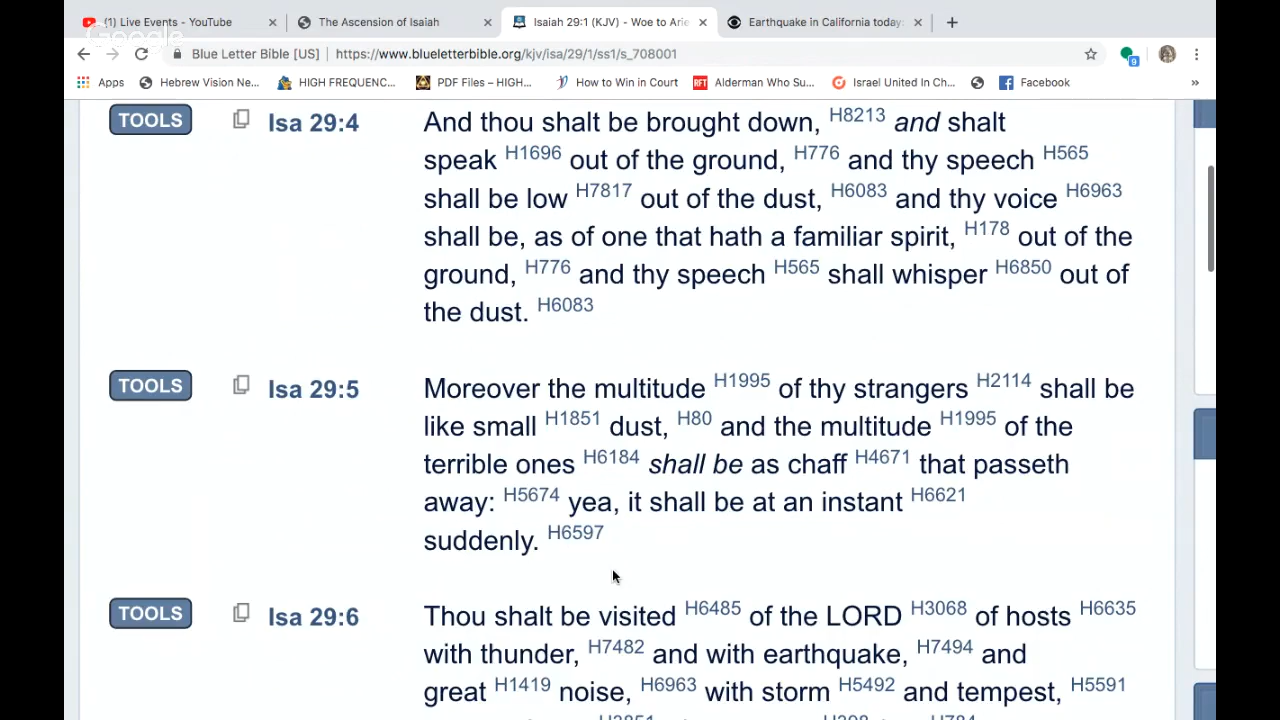 (1) Live Events - YouTube The Ascension of Isaiah Isaiah 29:1 (KJV) - Woe to Arie Earthquake in California today:
Google
Blue Letter Bible [US] https://www.blueletterbible.org/kjv/isa/29/1/ss1/s_708001
9
Apps Hebrew Vision Ne... HIGH FREQUENC... PDF Files – HIGH... How to Win in Court RFT Alderman Who Su... Israel United In Ch... Facebook »
TOOLS Isa 29:4 And thou shalt be brought down, H8213 and shalt
speak H1696 out of the ground, H776 and thy speech H565
shall be low H7817 out of the dust, H6083 and thy voice H6963
shall be, as of one that hath a familiar spirit, H178 out of the
ground, H776 and thy speech H565 shall whisper H6850 out of
the dust. H6083
TOOLS Isa 29:5 Moreover the multitude H1995 of thy strangers H2114 shall be
like small H1851 dust, H80 and the multitude H1995 of the
terrible ones H6184 shall be as chaff H4671 that passeth
away: H5674 yea, it shall be at an instant H6621
suddenly. H6597
TOOLS Isa 29:6 Thou shalt be visited H6485 of the LORD H3068 of hosts H6635
with thunder, H7482 and with earthquake, H7494 and
great H1419 noise, H6963 with storm H5492 and tempest, H5591